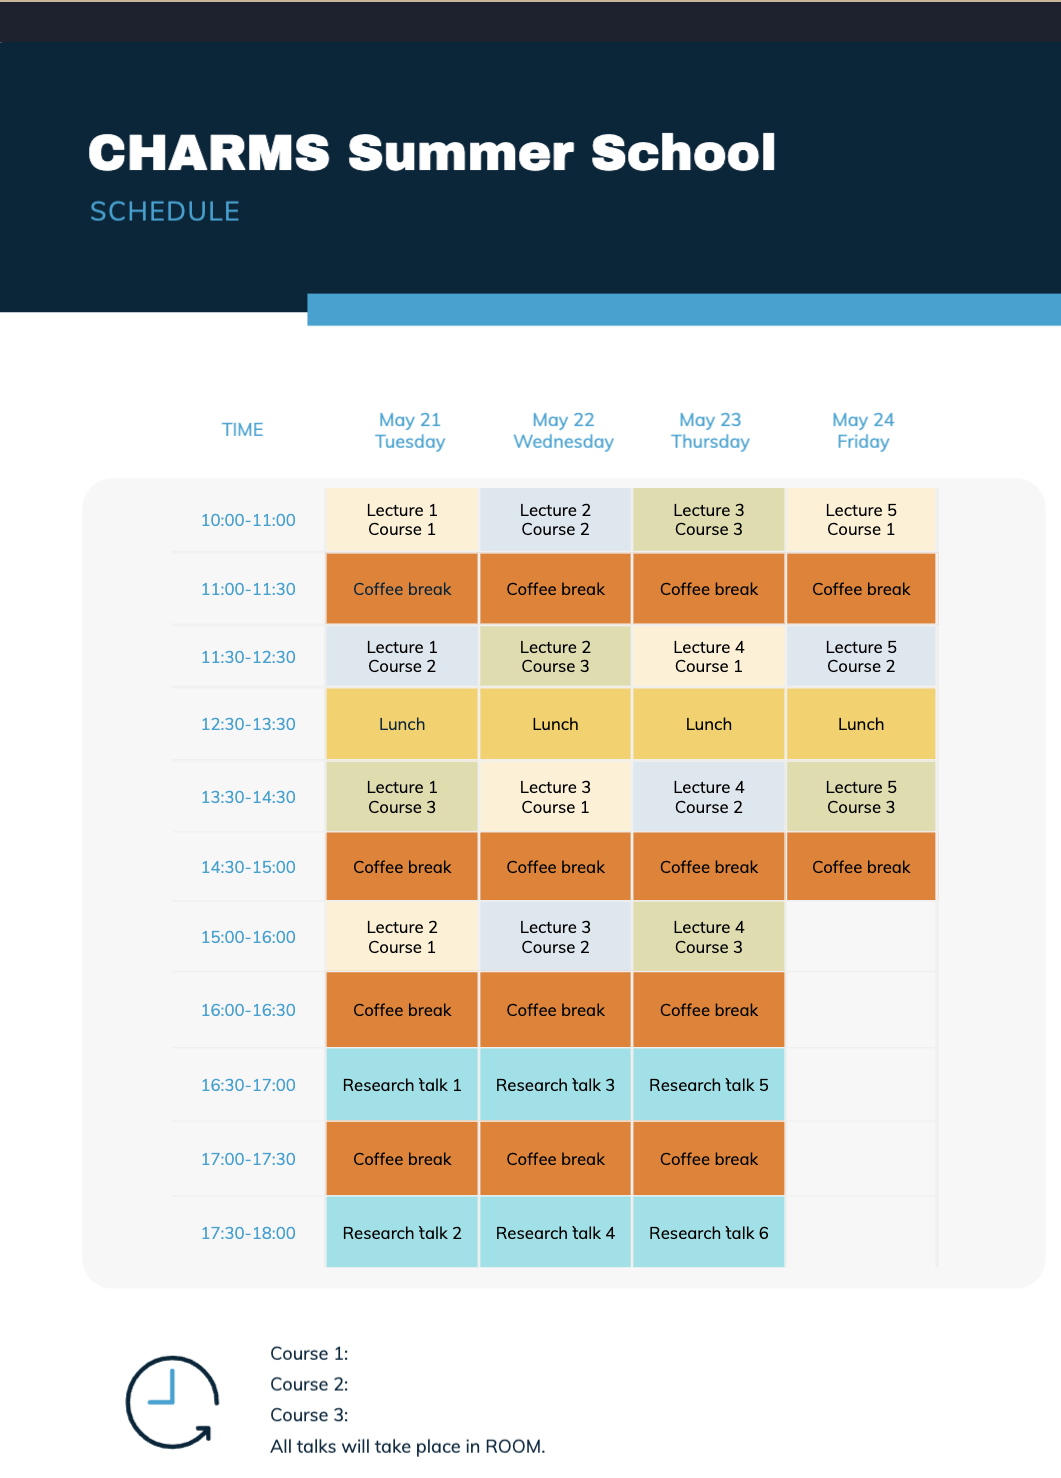 CHARMS Summer School
SCHEDULE
TIME
May 21
Tuesday
May 22
Wednesday
May 23
Thursday
May 24
Friday
10:00-11:00
Lecture 1
Course 1
Lecture 2
Course 2
Lecture 3
Course 3
Lecture 5
Course 1
11:00-11:30
Coffee break
Coffee break
Coffee break
Coffee break
11:30-12:30
Lecture 1
Course 2
Lecture 2
Course 3
Lecture 4
Course 1
Lecture 5
Course 2
12:30-13:30
Lunch
Lunch
Lunch
Lunch
13:30-14:30
Lecture 1
Course 3
Lecture 3
Course 1
Lecture 4
Course 2
Lecture 5
Course 3
14:30-15:00
Coffee break
Coffee break
Coffee break
Coffee break
15:00-16:00
Lecture 2
Course 1
Lecture 3
Course 2
Lecture 4
Course 3
16:00-16:30
Coffee break
Coffee break
Coffee break
16:30-17:00
Research talk 1
Research talk 3
Research talk 5
17:00-17:30
Coffee break
Coffee break
Coffee break
17:30-18:00
Research talk 2
Research talk 4
Research talk 6
Course 1:
Course 2:
Course 3:
All talks will take place in ROOM.